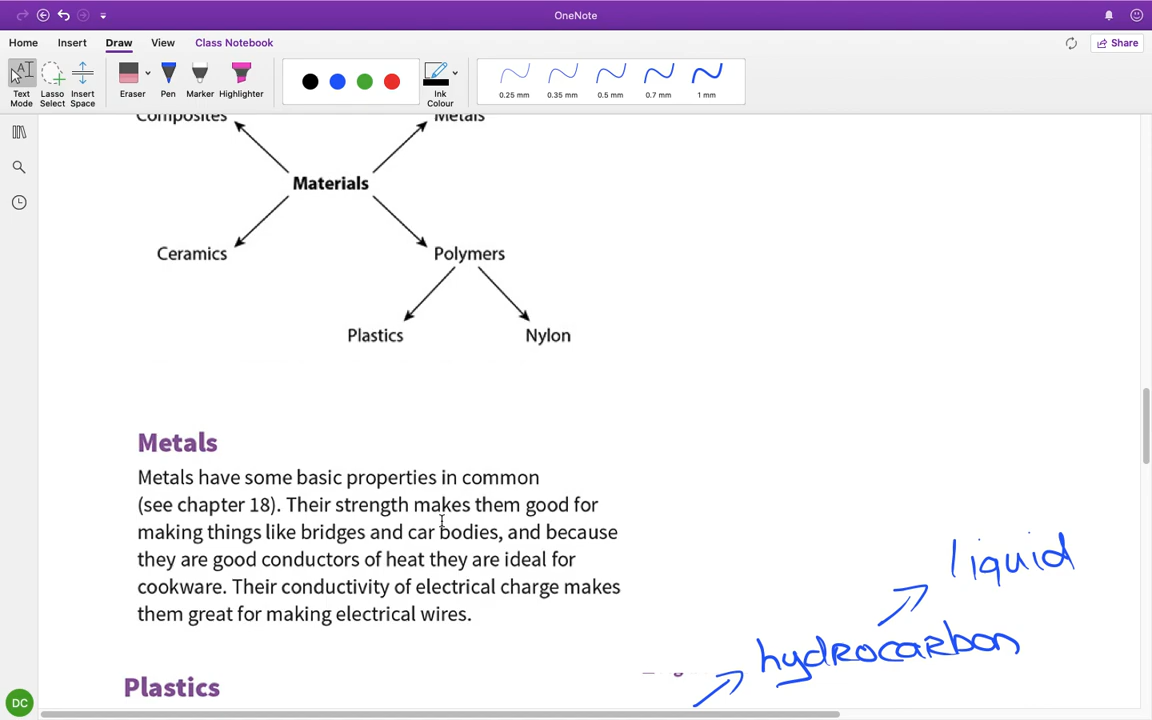 OneNote
Home Insert Draw View Class Notebook
Share
Text Mode
Lasso Select
Insert Space
Eraser
Pen
Marker
Highlighter
Ink Colour
0.25 mm 0.35 mm 0.5 mm 0.7 mm 1 mm
Composites Metals
Materials
Ceramics Polymers
Plastics Nylon
Metals
Metals have some basic properties in common
(see chapter 18). Their strength makes them good for
making things like bridges and car bodies, and because
they are good conductors of heat they are ideal for
cookware. Their conductivity of electrical charge makes
them great for making electrical wires.
liquid
hydrocarbon
Plastics
DC